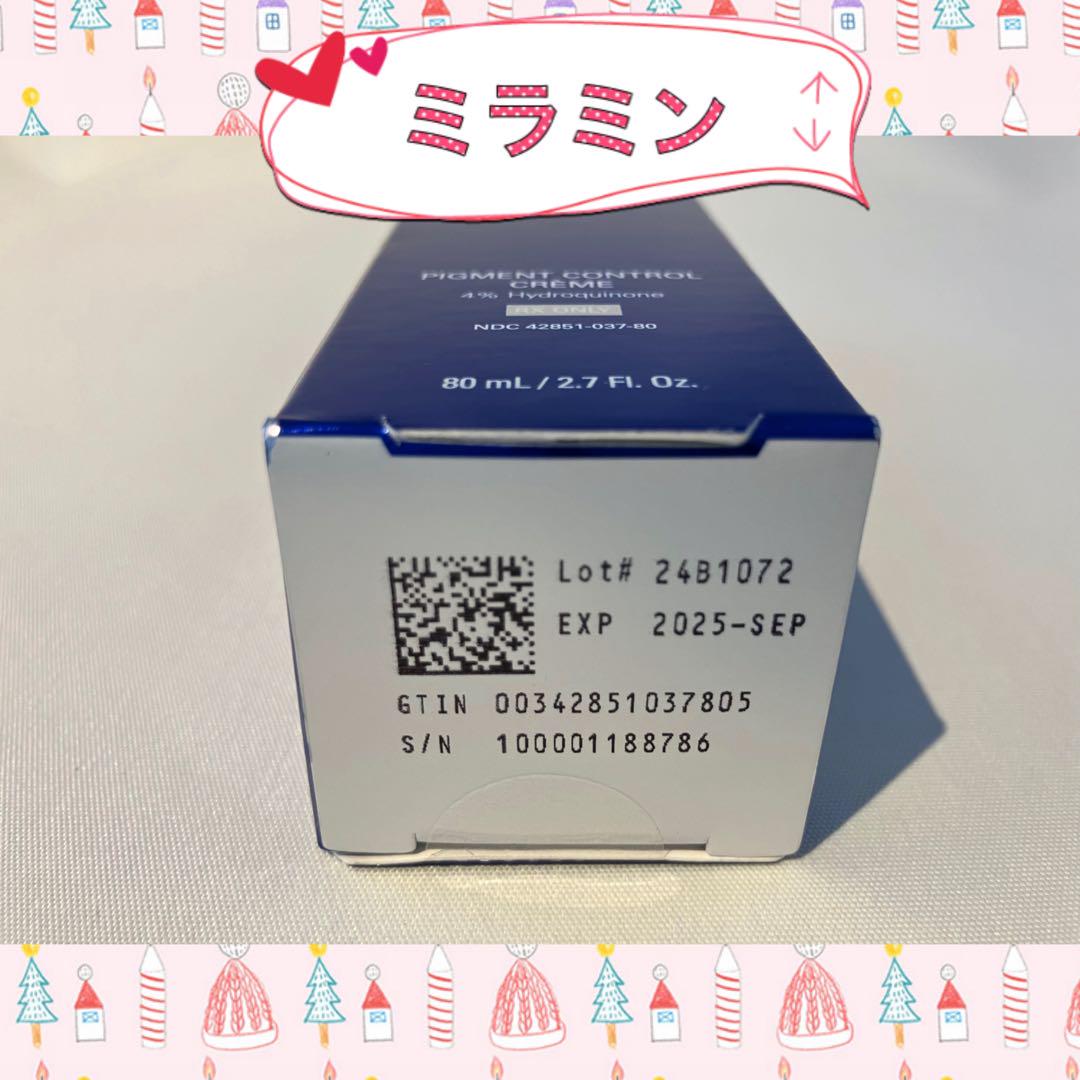 ミラミン
PIGMENT CONTROL
CRÈME
4% Hydroquinone
RX ONLY
NDC 42851-037-80
80 mL / 2.7 Fl. Oz.
Lot# 24B1072
EXP 2025-SEP
GTIN 00342851037805
S/N 100001188786